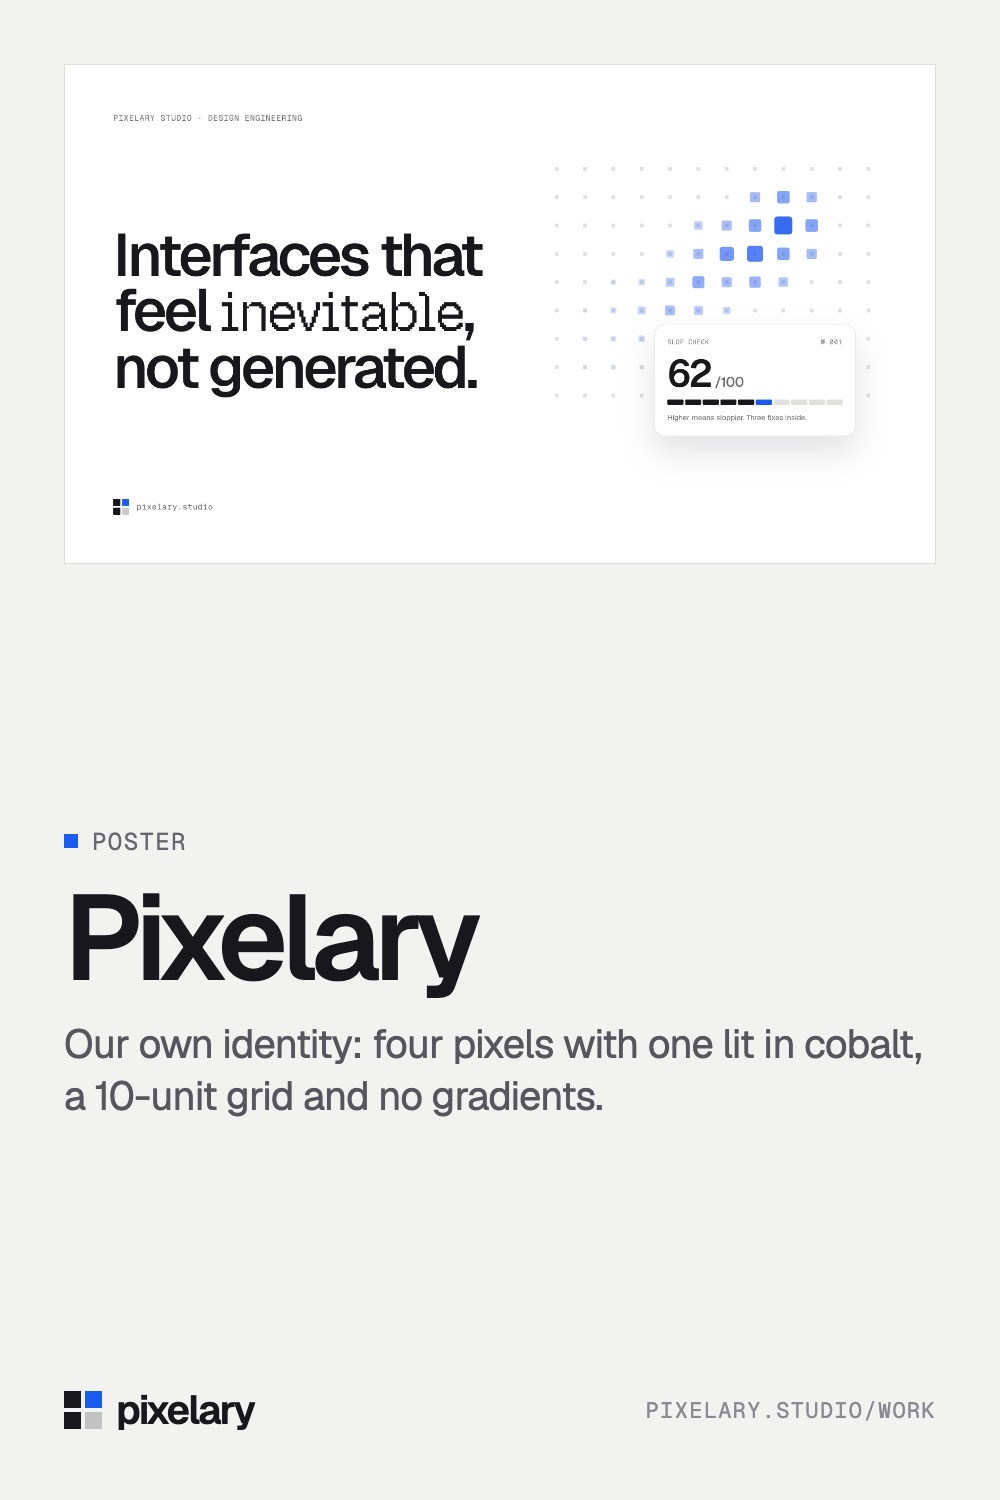 PIXELARY STUDIO · DESIGN ENGINEERING
Interfaces that
feel inevitable,
not generated.
SLOP CHECK
№ 001
62 /100
Higher means sloppier. Three fixes inside.
pixelary.studio
POSTER
Pixelary
Our own identity: four pixels with one lit in cobalt,
a 10-unit grid and no gradients.
pixelary
PIXELARY.STUDIO/WORK